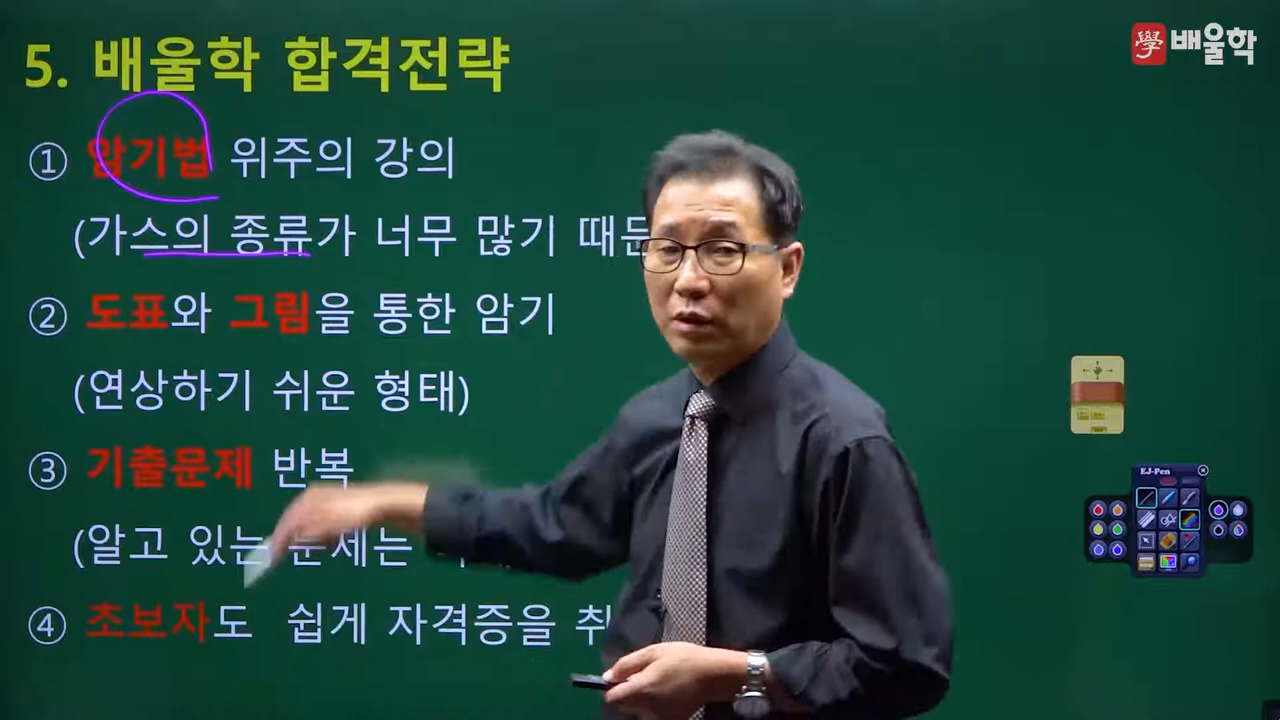 5. 배울학 합격전략
學 배울학
① 암기법 위주의 강의
(가스의 종류가 너무 많기
② 도표와 그림을 통한 암기
(연상하기 쉬운 형태)
③ 기출문제 반복
(알고 있는 문제는
④ 초보자도 쉽게 자격증을
EJ-Pen